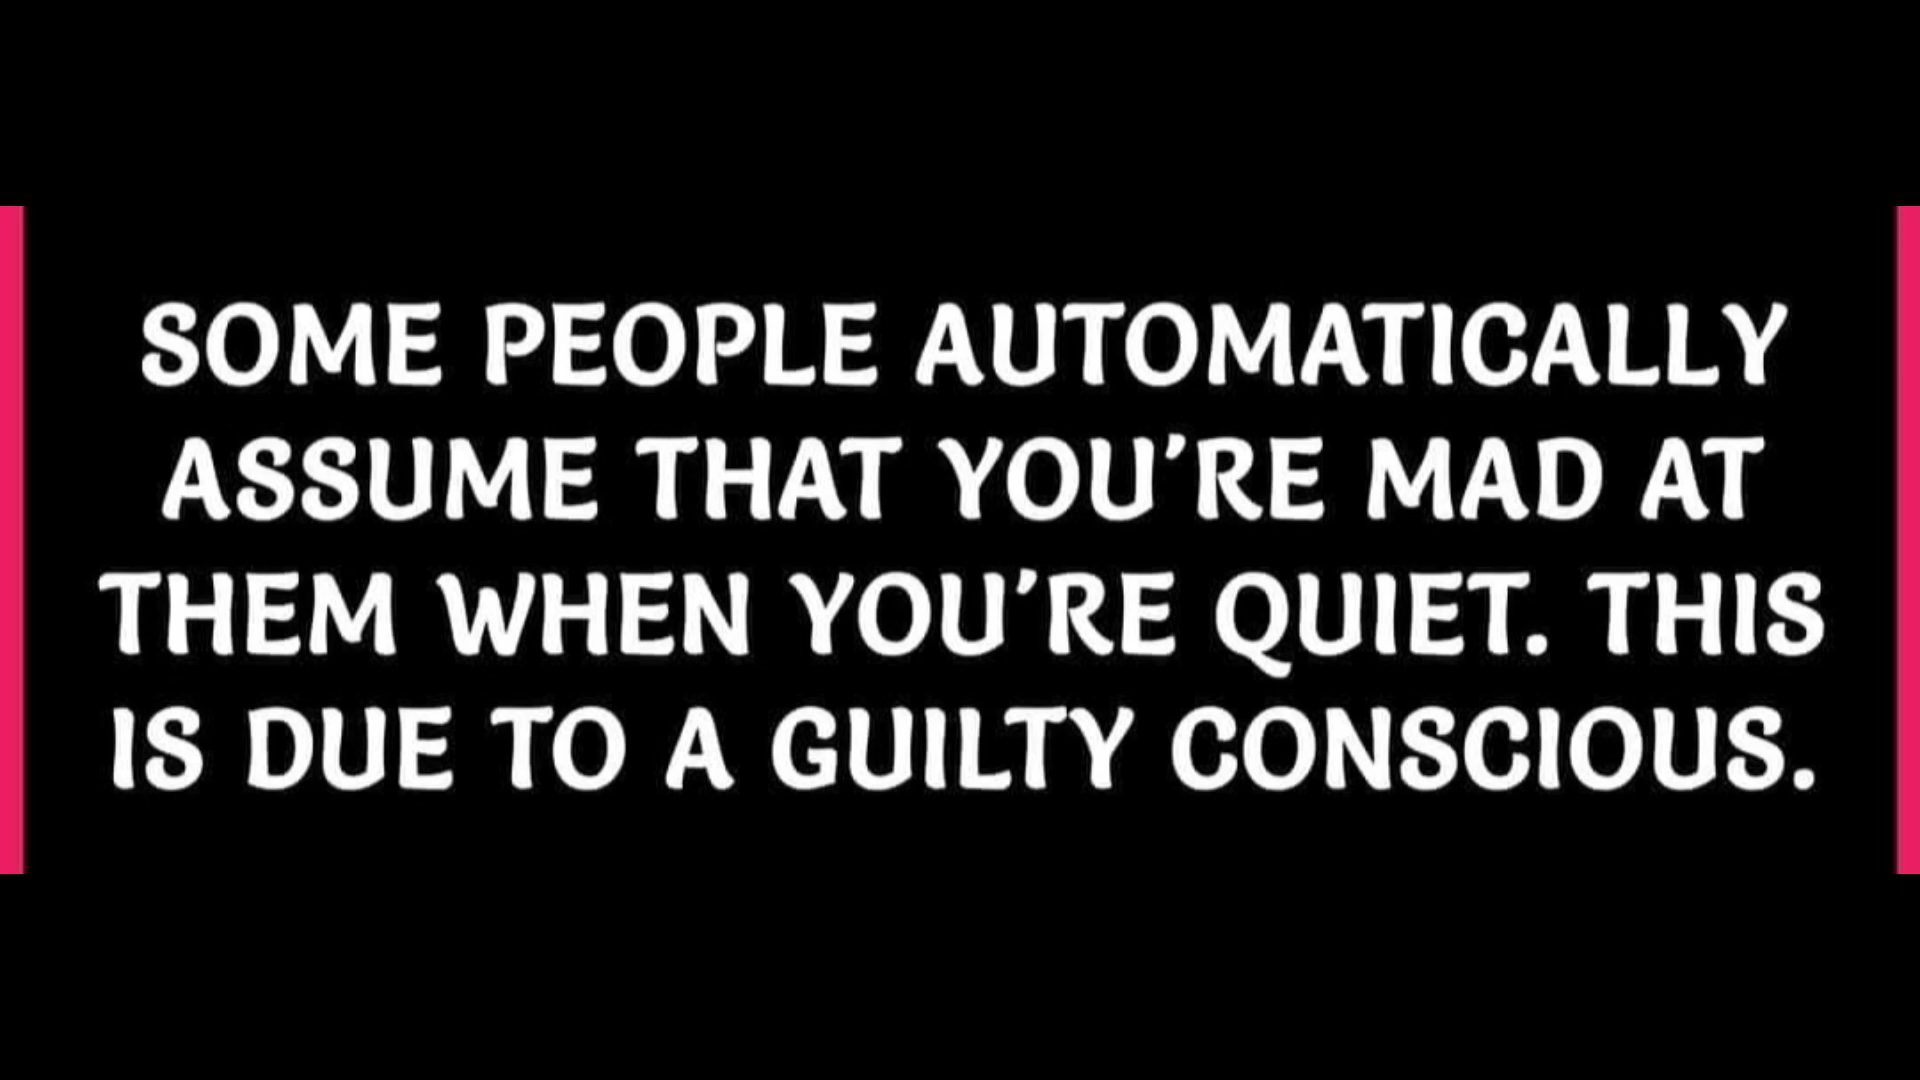 SOME PEOPLE AUTOMATICALLY
ASSUME THAT YOU'RE MAD AT
THEM WHEN YOU'RE QUIET. THIS
IS DUE TO A GUILTY CONSCIOUS.